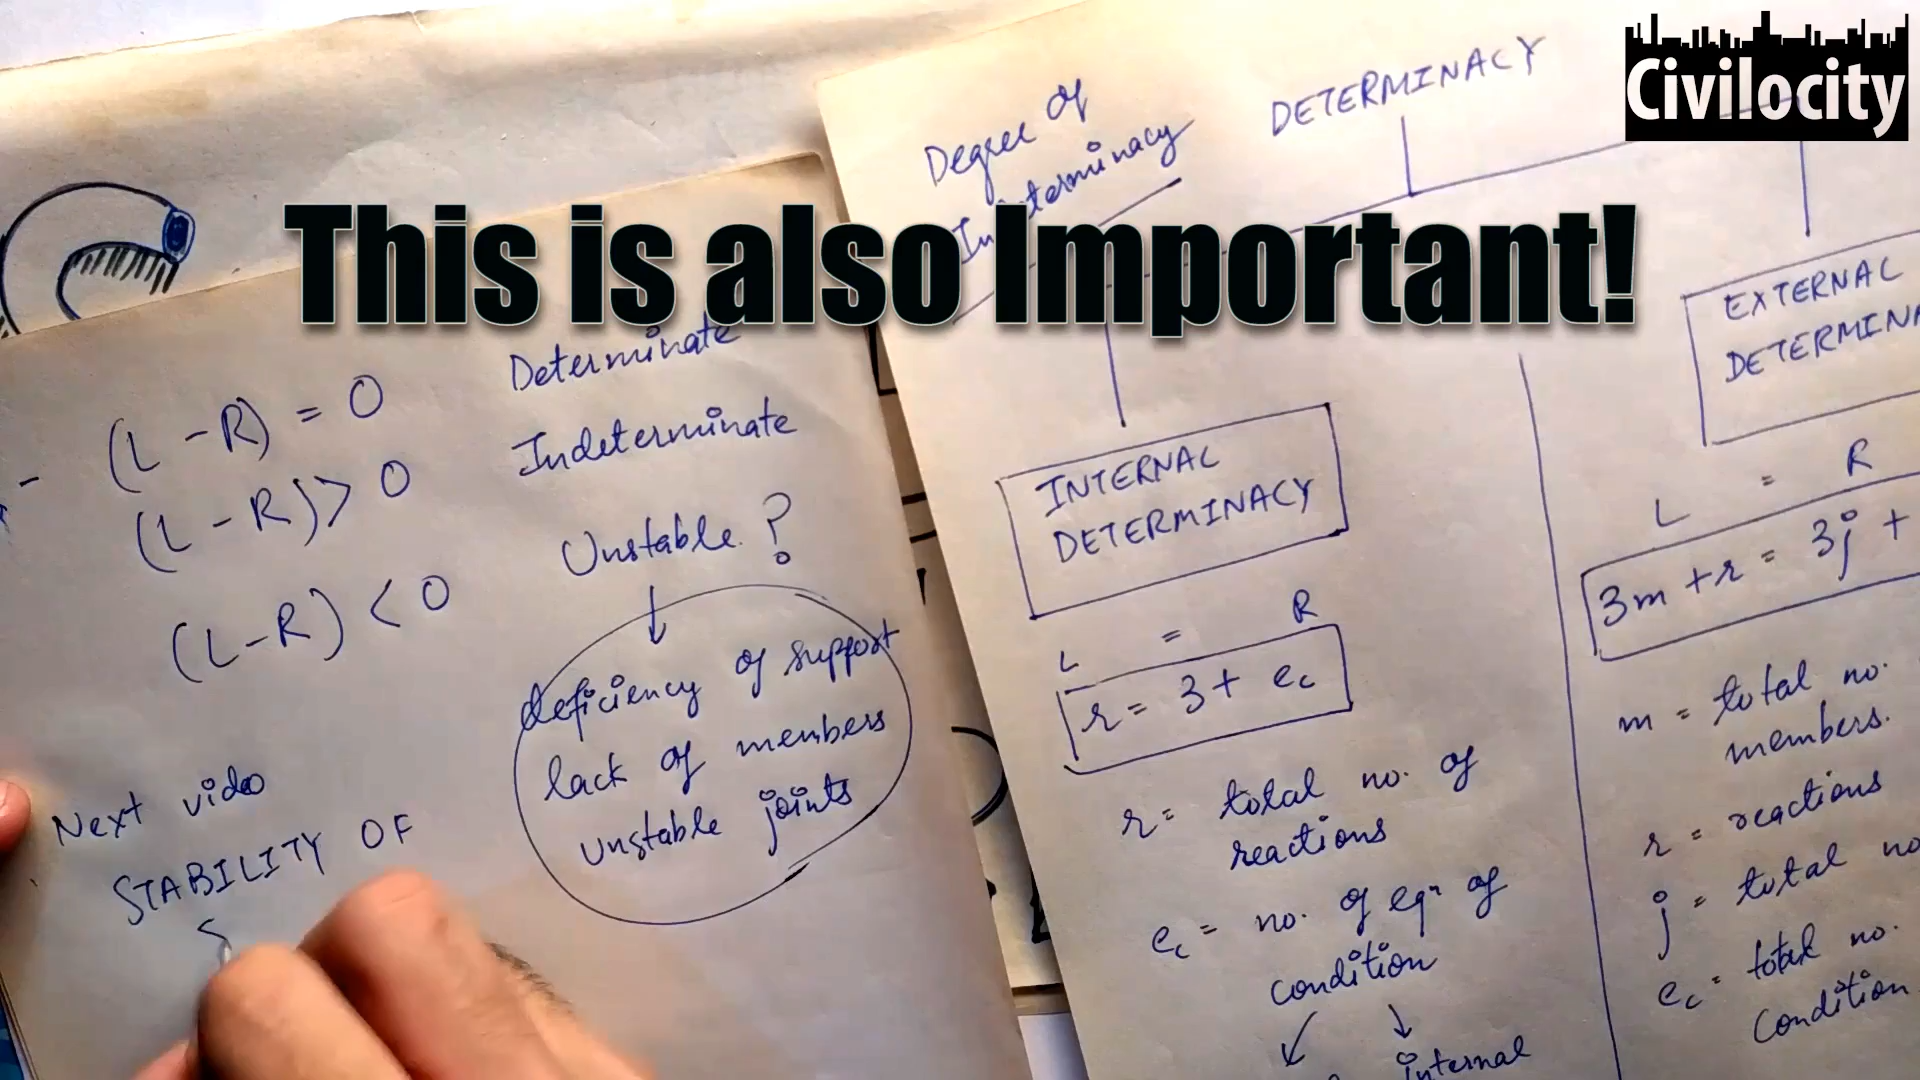 Civilocity
This is also Important!
(L - R) = 0 Determinate
(L - R) > 0 Indeterminate
(L - R) < 0 Unstable ?
deficiency of support
lack of members
unstable joints
Next video
STABILITY OF
S
Degree of
Indeterminacy
DETERMINACY
INTERNAL
DETERMINACY
L = R
r = 3 + ec
r = total no. of
reactions
ec = no. of eqn of
condition
internal
EXTERNAL
L = R
3m + r = 3j +
m = total no.
members.
r = reactions
j = total
ec = total no.
condition